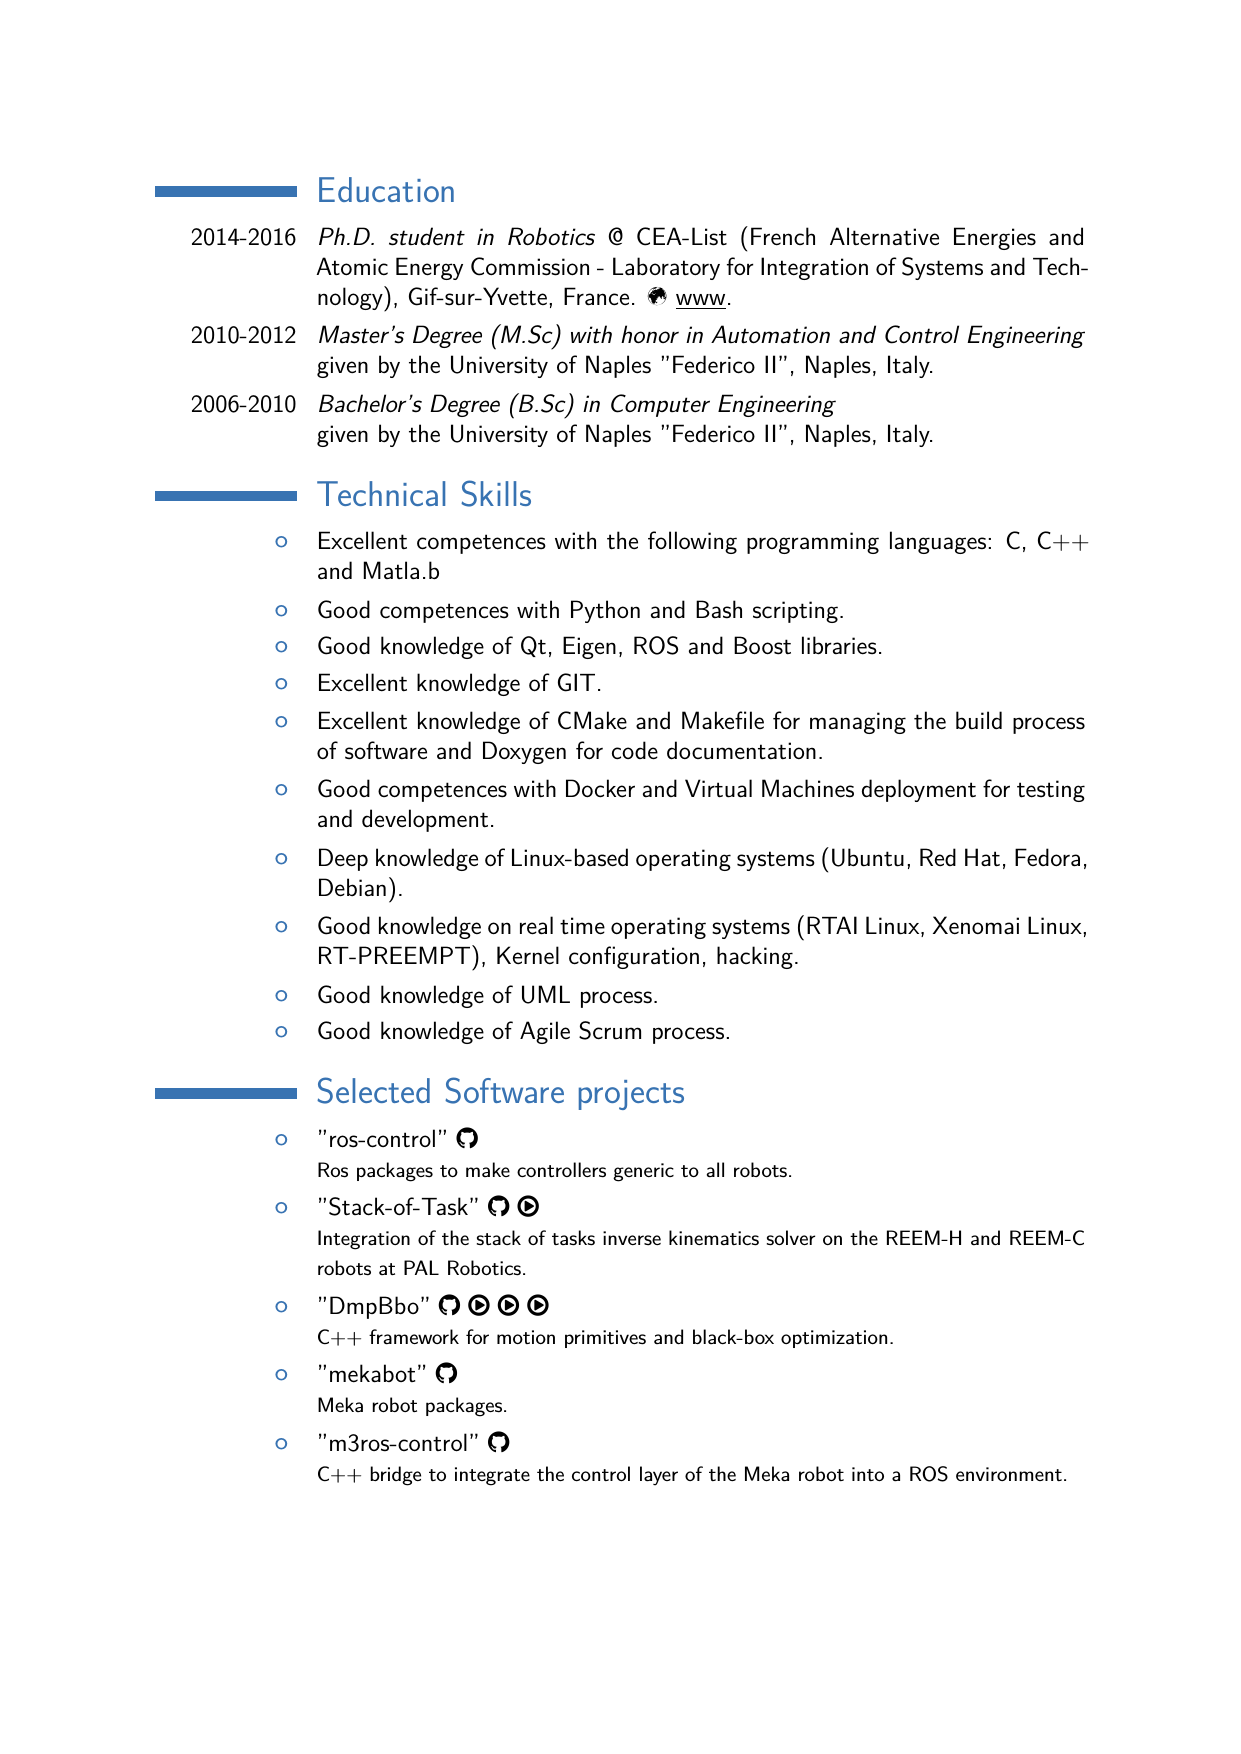 Education
2014-2016 Ph.D. student in Robotics @ CEA-List (French Alternative Energies and
Atomic Energy Commission - Laboratory for Integration of Systems and Tech-
nology), Gif-sur-Yvette, France. www.
2010-2012 Master's Degree (M.Sc) with honor in Automation and Control Engineering
given by the University of Naples "Federico II", Naples, Italy.
2006-2010 Bachelor's Degree (B.Sc) in Computer Engineering
given by the University of Naples "Federico II", Naples, Italy.
Technical Skills
Excellent competences with the following programming languages: C, C++
and Matla.b
Good competences with Python and Bash scripting.
Good knowledge of Qt, Eigen, ROS and Boost libraries.
Excellent knowledge of GIT.
Excellent knowledge of CMake and Makefile for managing the build process
of software and Doxygen for code documentation.
Good competences with Docker and Virtual Machines deployment for testing
and development.
Deep knowledge of Linux-based operating systems (Ubuntu, Red Hat, Fedora,
Debian).
Good knowledge on real time operating systems (RTAI Linux, Xenomai Linux,
RT-PREEMPT), Kernel configuration, hacking.
Good knowledge of UML process.
Good knowledge of Agile Scrum process.
Selected Software projects
"ros-control"
Ros packages to make controllers generic to all robots.
"Stack-of-Task"
Integration of the stack of tasks inverse kinematics solver on the REEM-H and REEM-C
robots at PAL Robotics.
"DmpBbo"
C++ framework for motion primitives and black-box optimization.
"mekabot"
Meka robot packages.
"m3ros-control"
C++ bridge to integrate the control layer of the Meka robot into a ROS environment.